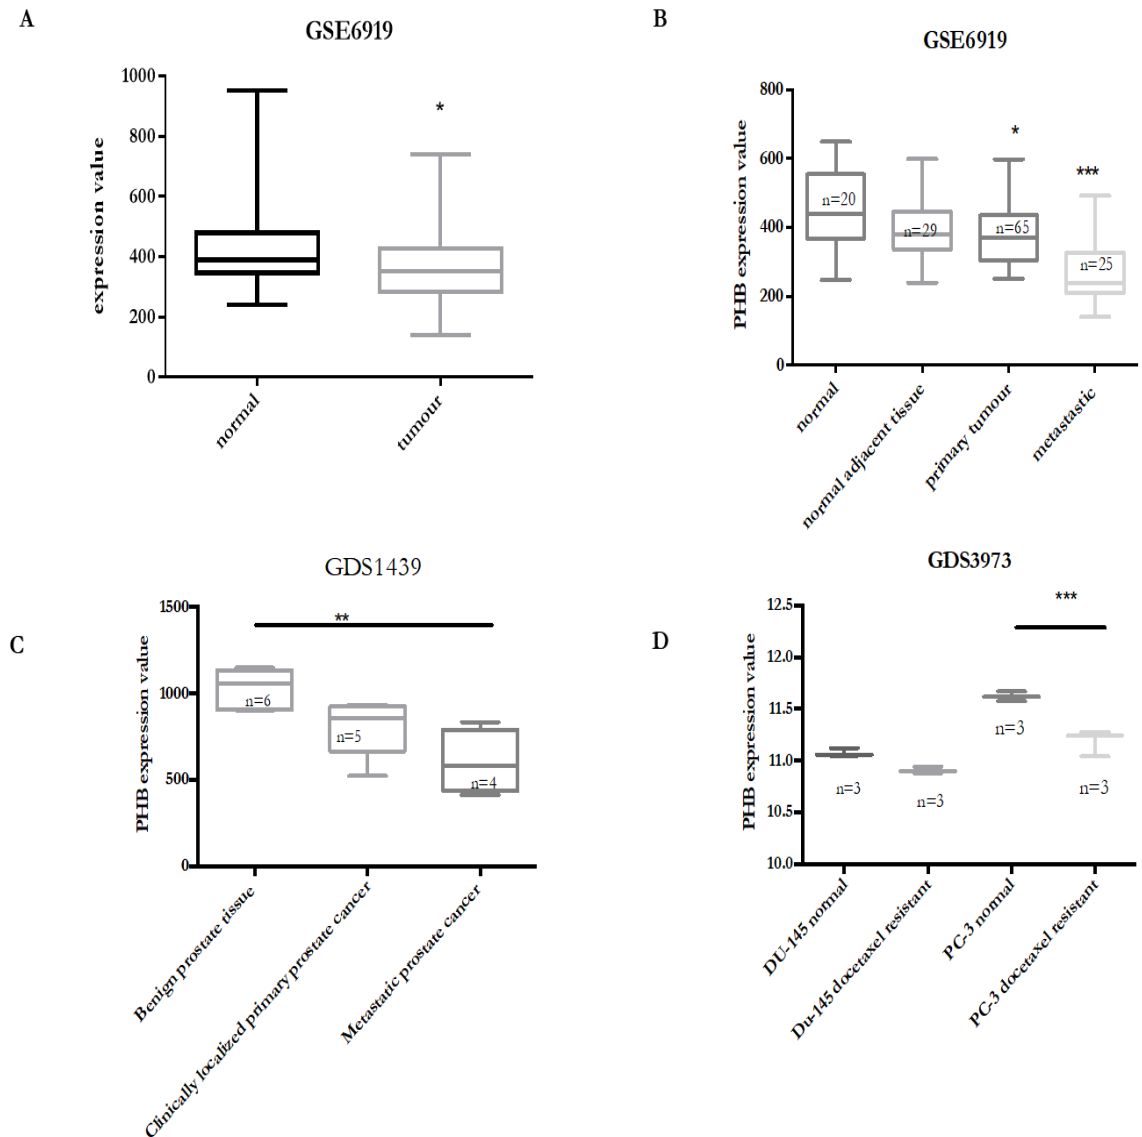 A
GSE6919
expression value
1000
800
600
400
200
0
*
normal
tumour
B
GSE6919
PHB expression value
800
600
400
200
0
n=20
n=29
n=65
n=25
*
***
normal
normal adjacent tissue
primary tumour
metastastic
C
GDS1439
PHB expression value
1500
1000
500
0
**
n=6
n=5
n=4
Benign prostate tissue
Clinically localized primary prostate cancer
Metastatic prostate cancer
D
GDS3973
PHB expression value
12.5
12.0
11.5
11.0
10.5
10.0
***
n=3
n=3
n=3
n=3
DU-145 normal
Du-145 docetaxel resistant
PC-3 normal
PC-3 docetaxel resistant